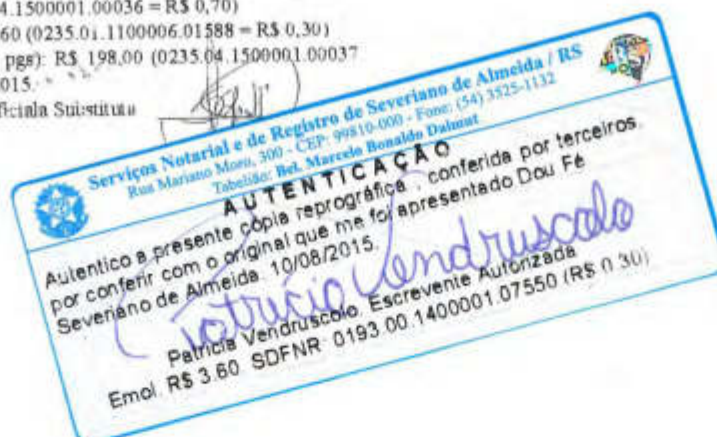 4.1500001.00036 = R$ 0,70)
60 (0235.01.1100006.01588 = R$ 0,30)
pgs): R$ 198,00 (0235.04.1500001.00037
015.
ficiala Substituta
Serviços Notarial e de Registro de Severiano de Almeida / RS
Rua Mariano Moro, 300 - CEP: 99810-000 - Fone: (54) 3525-1132
Tabelião: Bel. Marcelo Bonaldo Dalmut
AUTENTICAÇÃO
Autentico a presente cópia reprográfica , conferida por terceiros,
por conferir com o original que me foi apresentado Dou Fé
Severiano de Almeida, 10/08/2015.
Patricia Vendruscolo
Patricia Vendruscolo, Escrevente Autorizada
Emol. R$ 3,60 SDFNR: 0193.00.1400001.07550 (R$ 0,30)